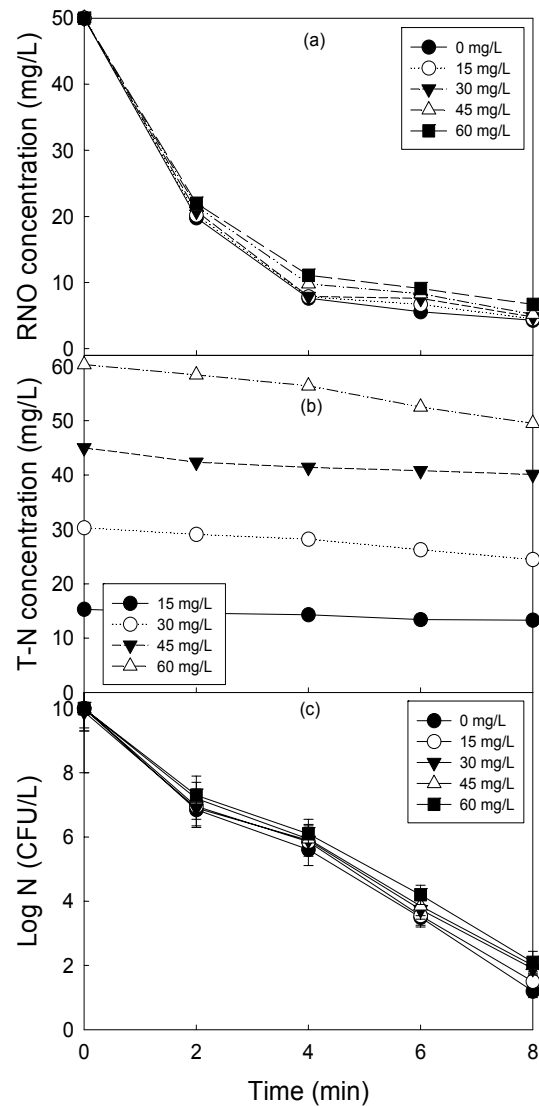 (a)
50
40
30
20
10
0
RNO concentration (mg/L)
0 mg/L
15 mg/L
30 mg/L
45 mg/L
60 mg/L
(b)
60
50
40
30
20
10
0
T-N concentration (mg/L)
15 mg/L
30 mg/L
45 mg/L
60 mg/L
(c)
10
8
6
4
2
0
Log N (CFU/L)
0 mg/L
15 mg/L
30 mg/L
45 mg/L
60 mg/L
0 2 4 6 8
Time (min)